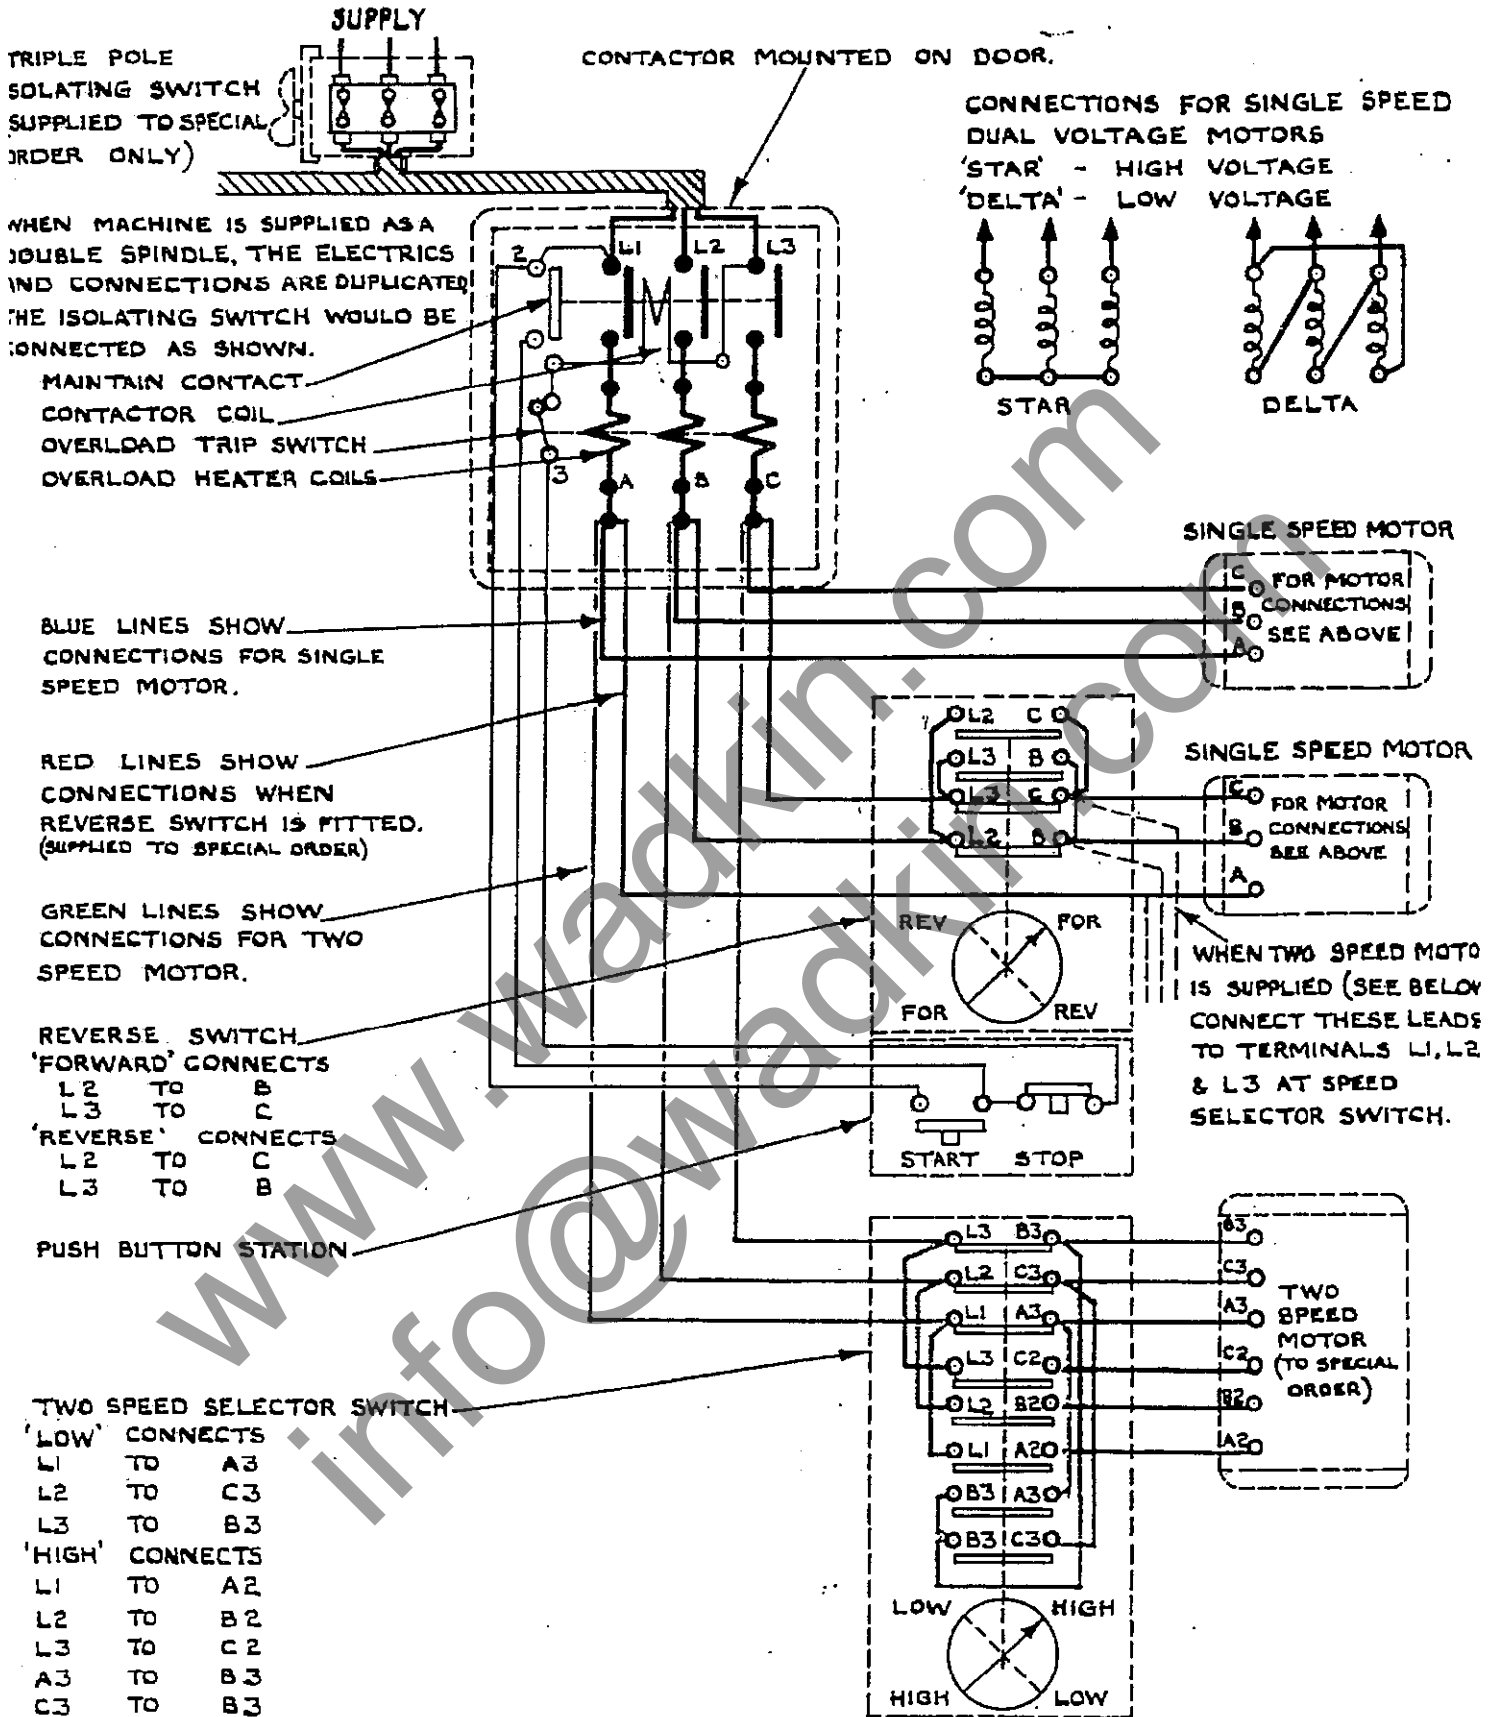 SUPPLY
TRIPLE POLE
SOLATING SWITCH
SUPPLIED TO SPECIAL
RDER ONLY)
CONTACTOR MOUNTED ON DOOR.
CONNECTIONS FOR SINGLE SPEED
DUAL VOLTAGE MOTORS
'STAR' - HIGH VOLTAGE
'DELTA' - LOW VOLTAGE
STAR
DELTA
WHEN MACHINE IS SUPPLIED AS A
DOUBLE SPINDLE, THE ELECTRICS
AND CONNECTIONS ARE DUPLICATED
THE ISOLATING SWITCH WOULD BE
CONNECTED AS SHOWN.
MAINTAIN CONTACT
CONTACTOR COIL
OVERLOAD TRIP SWITCH
OVERLOAD HEATER COILS
2 L1 L2 L3
3 A B C
BLUE LINES SHOW
CONNECTIONS FOR SINGLE
SPEED MOTOR.
RED LINES SHOW
CONNECTIONS WHEN
REVERSE SWITCH IS FITTED.
(SUPPLIED TO SPECIAL ORDER)
GREEN LINES SHOW
CONNECTIONS FOR TWO
SPEED MOTOR.
REVERSE SWITCH
'FORWARD' CONNECTS
L2 TO B
L3 TO C
'REVERSE' CONNECTS
L2 TO C
L3 TO B
PUSH BUTTON STATION
TWO SPEED SELECTOR SWITCH
'LOW' CONNECTS
L1 TO A3
L2 TO C3
L3 TO B3
'HIGH' CONNECTS
L1 TO A2
L2 TO B2
L3 TO C2
A3 TO B3
C3 TO B3
SINGLE SPEED MOTOR
C FOR MOTOR
B CONNECTIONS
SEE ABOVE
A
L2 C
L3 B
L3 C
L2 B
REV FOR
FOR REV
SINGLE SPEED MOTOR
C FOR MOTOR
B CONNECTIONS
SEE ABOVE
A
WHEN TWO SPEED MOTO
IS SUPPLIED (SEE BELOW
CONNECT THESE LEADS
TO TERMINALS L1, L2
& L3 AT SPEED
SELECTOR SWITCH.
START STOP
L3 B3
L2 C3
L1 A3
L3 C2
L2 B2
L1 A2
B3 A3
B3 C3
LOW HIGH
HIGH LOW
B3
C3
A3
C2
B2
A2
TWO
SPEED
MOTOR
(TO SPECIAL
ORDER)
www.wadkin.com
info@wadkin.com